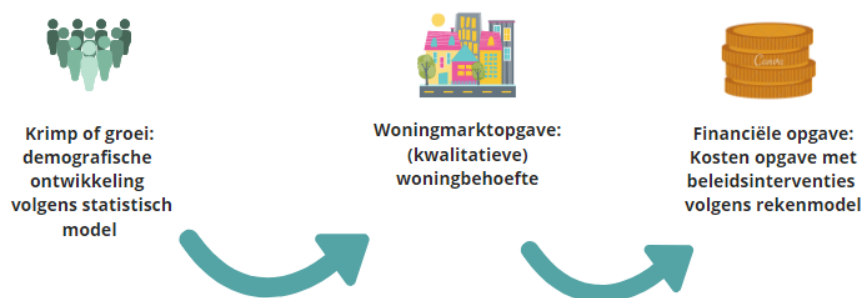 Krimp of groei:
demografische
ontwikkeling
volgens statistisch
model
Woningmarktopgave:
(kwalitatieve)
woningbehoefte
Canva
Financiële opgave:
Kosten opgave met
beleidsinterventies
volgens rekenmodel